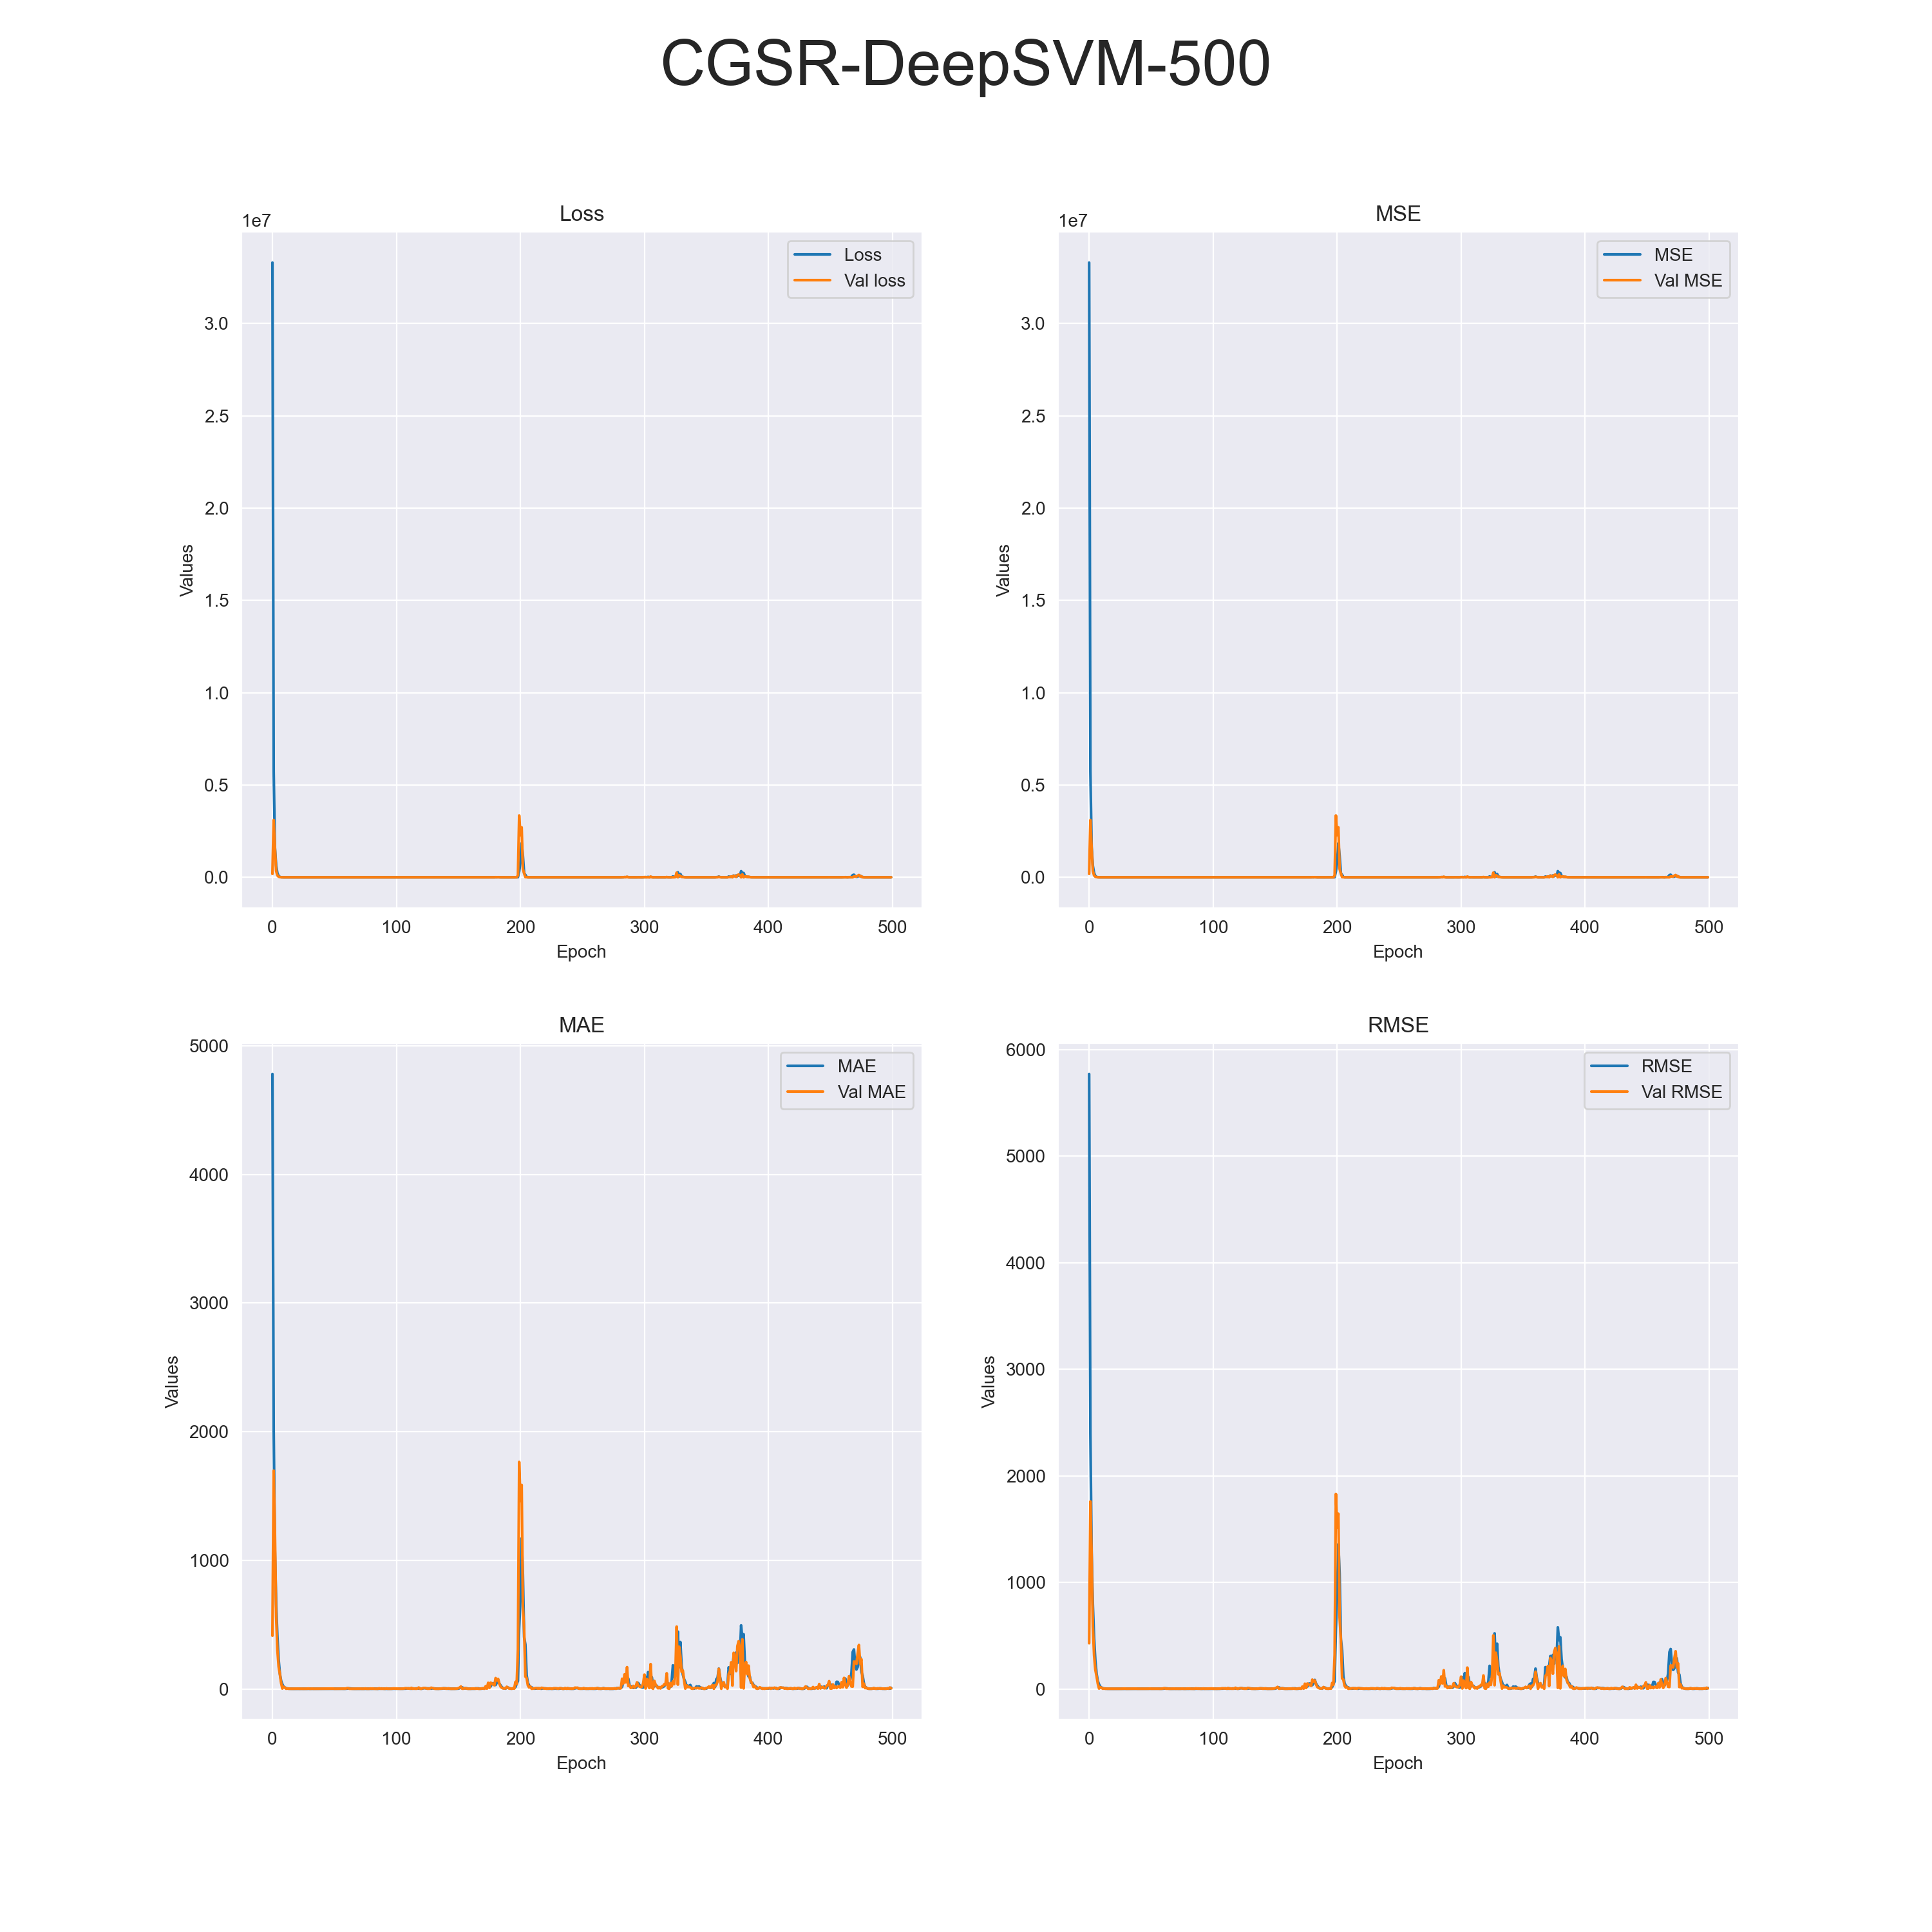 CGSR-DeepSVM-500
Loss
1e7
Loss
Val loss
3.0
2.5
2.0
1.5
1.0
0.5
0.0
Values
0 100 200 300 400 500
Epoch
MSE
1e7
MSE
Val MSE
3.0
2.5
2.0
1.5
1.0
0.5
0.0
Values
0 100 200 300 400 500
Epoch
MAE
MAE
Val MAE
5000
4000
3000
2000
1000
0
Values
0 100 200 300 400 500
Epoch
RMSE
RMSE
Val RMSE
6000
5000
4000
3000
2000
1000
0
Values
0 100 200 300 400 500
Epoch